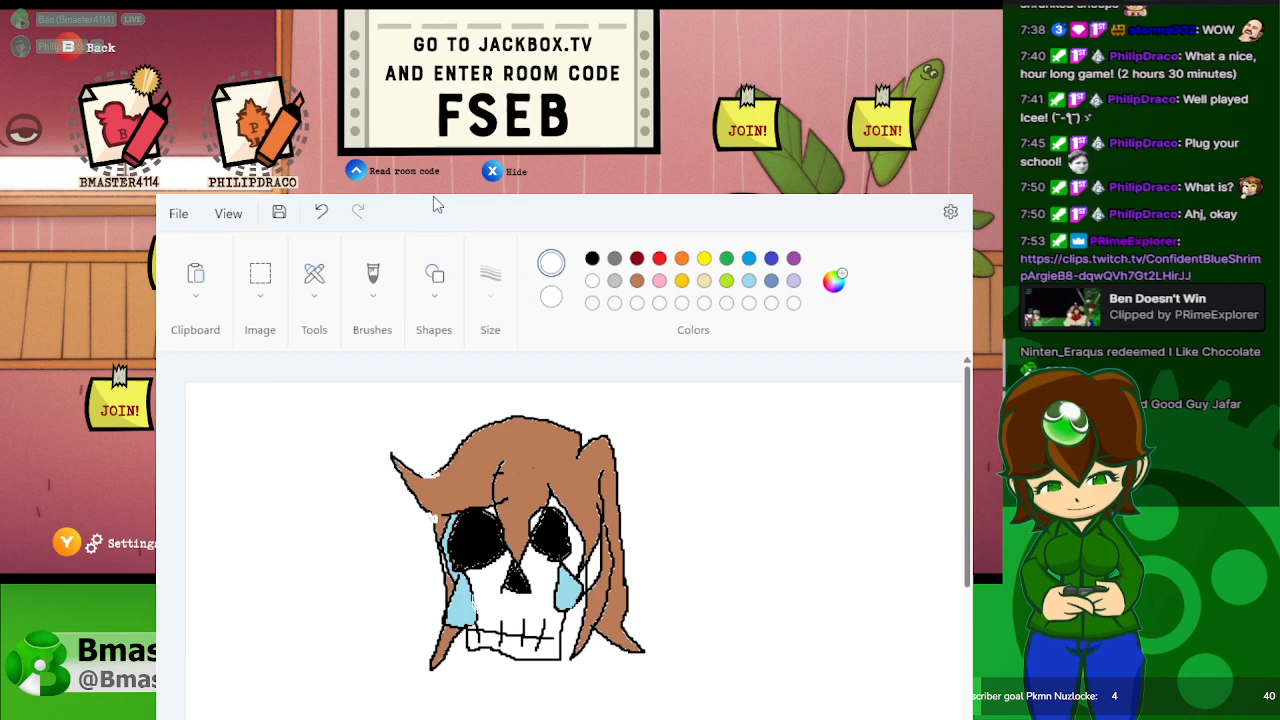 Ben (Bmaster4114) LIVE
B Back
GO TO JACKBOX.TV
AND ENTER ROOM CODE
FSEB
Read room code
X Hide
BMASTER4114
PHILIPDRACO
JOIN!
JOIN!
JOIN!
Y Settings
File View
Clipboard Image Tools Brushes Shapes Size Colors
Bmas
@Bmas
7:38 storms002: WOW
7:40 PhilipDraco: What a nice,
hour long game! (2 hours 30 minutes)
7:41 PhilipDraco: Well played
Icee!
7:45 PhilipDraco: Plug your
school!
7:50 PhilipDraco: What is?
7:50 PhilipDraco: Ahj, okay
7:53 PRimeExplorer:
https://clips.twitch.tv/ConfidentBlueShrim
pArgieB8-dqwQVh7Gt2LHirJJ
Ben Doesn't Win
Clipped by PRimeExplorer
Ninten_Eraqus redeemed I Like Chocolate
d Good Guy Jafar
scriber goal Pkmn Nuzlocke: 4 40